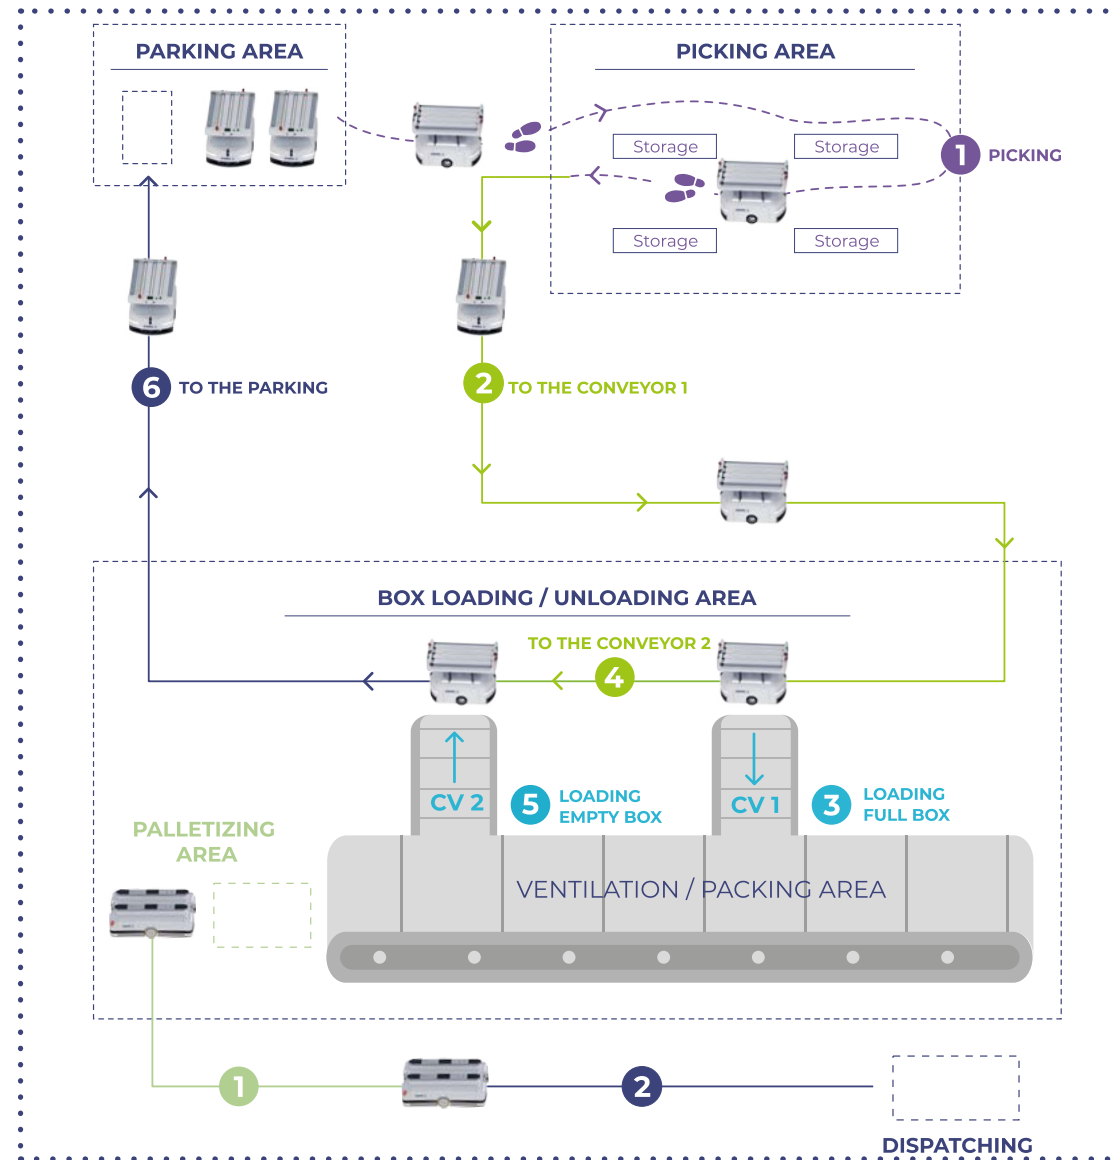 PARKING AREA
PICKING AREA
Storage
Storage
1
PICKING
Storage
Storage
6
TO THE PARKING
2
TO THE CONVEYOR 1
BOX LOADING / UNLOADING AREA
TO THE CONVEYOR 2
4
CV 2
5
LOADING
EMPTY BOX
CV 1
3
LOADING
FULL BOX
PALLETIZING
AREA
VENTILATION / PACKING AREA
1
2
DISPATCHING